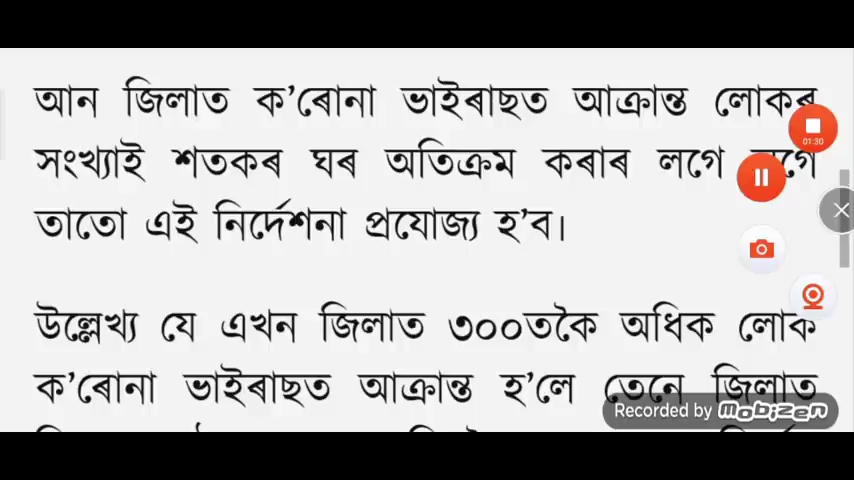 আন জিলাত ক'ৰোনা ভাইৰাছত আক্ৰান্ত লোকৰ
সংখ্যাই শতকৰ ঘৰ অতিক্ৰম কৰাৰ লগে লগে
তাতো এই নিৰ্দেশনা প্ৰযোজ্য হ'ব।
উল্লেখ্য যে এখন জিলাত ৩০০তকৈ অধিক লোক
ক'ৰোনা ভাইৰাছত আক্ৰান্ত হ'লে তেনে জিলাত
01:30
Recorded by mobizen